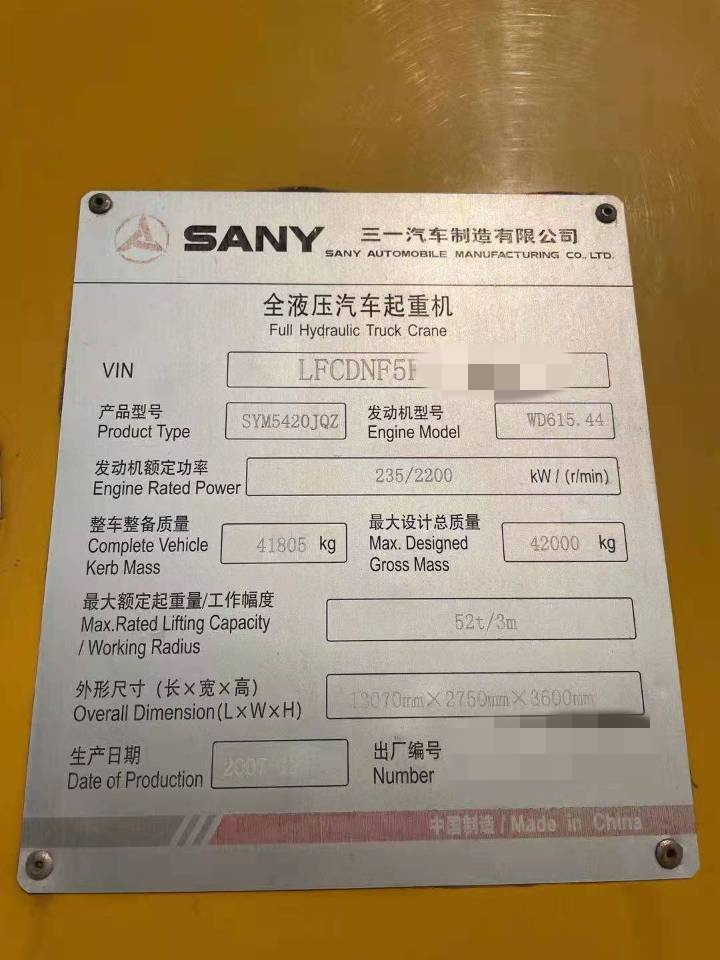 SANY 三一汽车制造有限公司
SANY AUTOMOBILE MANUFACTURING CO., LTD.
全液压汽车起重机
Full Hydraulic Truck Crane
VIN LFCDNF5
产品型号 SYM5420JQZ 发动机型号 WD615.44
Product Type Engine Model
发动机额定功率 235/2200 kW / (r/min)
Engine Rated Power
整车整备质量 41805 kg 最大设计总质量 42000 kg
Complete Vehicle Max. Designed
Kerb Mass Gross Mass
最大额定起重量/工作幅度
Max.Rated Lifting Capacity 52t/3m
/ Working Radius
外形尺寸 (长×宽×高) 13070mm×2750mm×3600mm
Overall Dimension(L×W×H)
生产日期 2007 出厂编号
Date of Production Number
中国制造 / Made in China